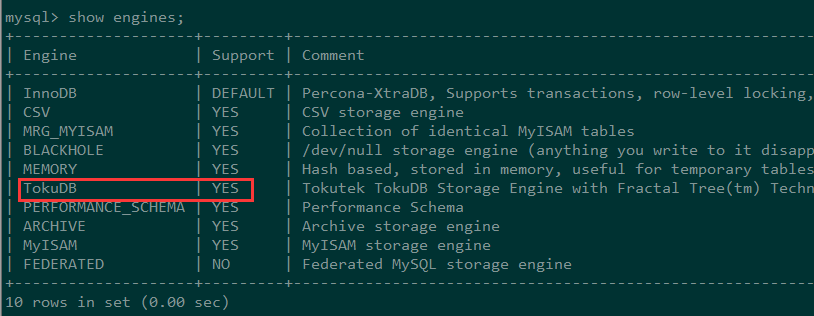 mysql> show engines;
+--------------------+---------+----------------------------------------------------------------
| Engine             | Support | Comment
+--------------------+---------+----------------------------------------------------------------
| InnoDB             | DEFAULT | Percona-XtraDB, Supports transactions, row-level locking,
| CSV                | YES     | CSV storage engine
| MRG_MYISAM         | YES     | Collection of identical MyISAM tables
| BLACKHOLE          | YES     | /dev/null storage engine (anything you write to it disapp
| MEMORY             | YES     | Hash based, stored in memory, useful for temporary tables
| TokuDB             | YES     | Tokutek TokuDB Storage Engine with Fractal Tree(tm) Techn
| PERFORMANCE_SCHEMA | YES     | Performance Schema
| ARCHIVE            | YES     | Archive storage engine
| MyISAM             | YES     | MyISAM storage engine
| FEDERATED          | NO      | Federated MySQL storage engine
+--------------------+---------+----------------------------------------------------------------
10 rows in set (0.00 sec)